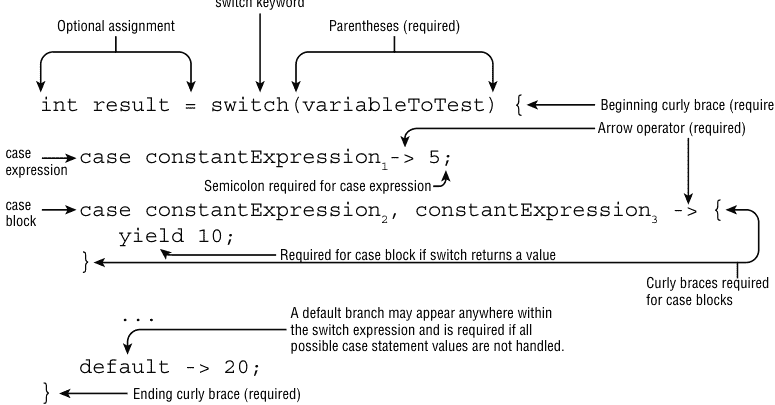 switch keyword
Optional assignment
Parentheses (required)
int result = switch(variableToTest) {
Beginning curly brace (require
Arrow operator (required)
case
expression
case constantExpression1-> 5;
Semicolon required for case expression
case
block
case constantExpression2, constantExpression3 -> {
yield 10;
Required for case block if switch returns a value
}
Curly braces required
for case blocks
...
A default branch may appear anywhere within
the switch expression and is required if all
possible case statement values are not handled.
default -> 20;
}
Ending curly brace (required)